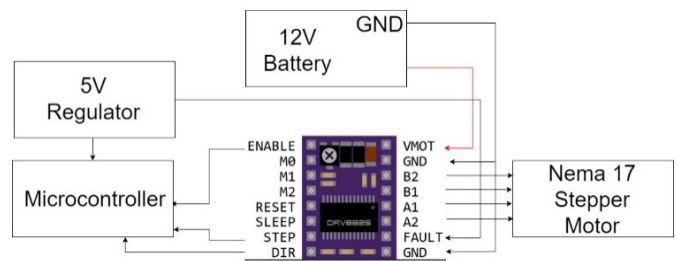 12V
Battery
GND
5V
Regulator
Microcontroller
ENABLE
M0
M1
M2
RESET
SLEEP
STEP
DIR
DRV8825
VMOT
GND
B2
B1
A1
A2
FAULT
GND
Nema 17
Stepper
Motor